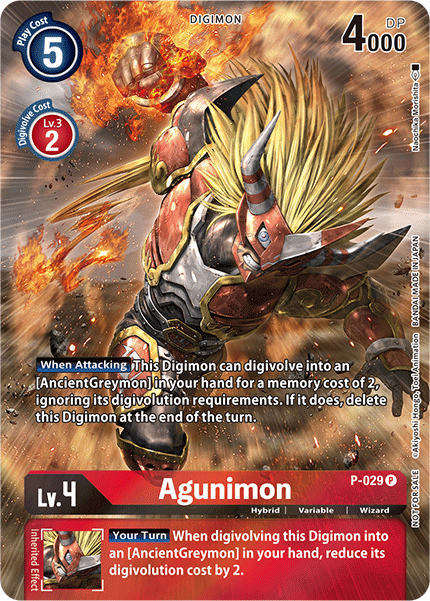 DIGIMON
Play Cost
5
DP
4000
Digivolve Cost
Lv.3
2
Naochika Morishita
When Attacking This Digimon can digivolve into an
[AncientGreymon] in your hand for a memory cost of 2,
ignoring its digivolution requirements. If it does, delete
this Digimon at the end of the turn.
©Akiyoshi Hongo, Toei Animation
BANDAI MADE IN JAPAN
NOT FOR SALE
Lv.4
Agunimon
P-029 P
Hybrid | Variable | Wizard
Inherited Effect
Your Turn When digivolving this Digimon into
an [AncientGreymon] in your hand, reduce its
digivolution cost by 2.